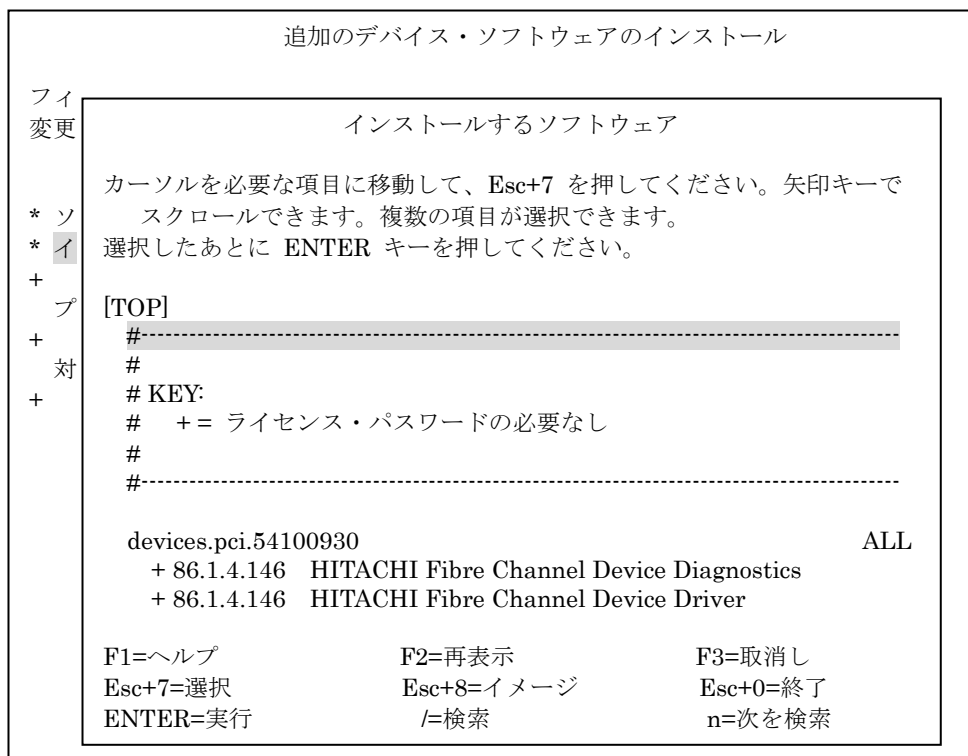 追加のデバイス・ソフトウェアのインストール
フィ
変更
インストールするソフトウェア
カーソルを必要な項目に移動して、Esc+7 を押してください。矢印キーで
スクロールできます。複数の項目が選択できます。
選択したあとに ENTER キーを押してください。
* ソ
* イ
+
プ
+
対
+
[TOP]
#-----------------------------------------------------------------------------------------------
#
# KEY:
# + = ライセンス・パスワードの必要なし
#
#-----------------------------------------------------------------------------------------------
devices.pci.54100930 ALL
+ 86.1.4.146 HITACHI Fibre Channel Device Diagnostics
+ 86.1.4.146 HITACHI Fibre Channel Device Driver
F1=ヘルプ F2=再表示 F3=取消し
Esc+7=選択 Esc+8=イメージ Esc+0=終了
ENTER=実行 /=検索 n=次を検索